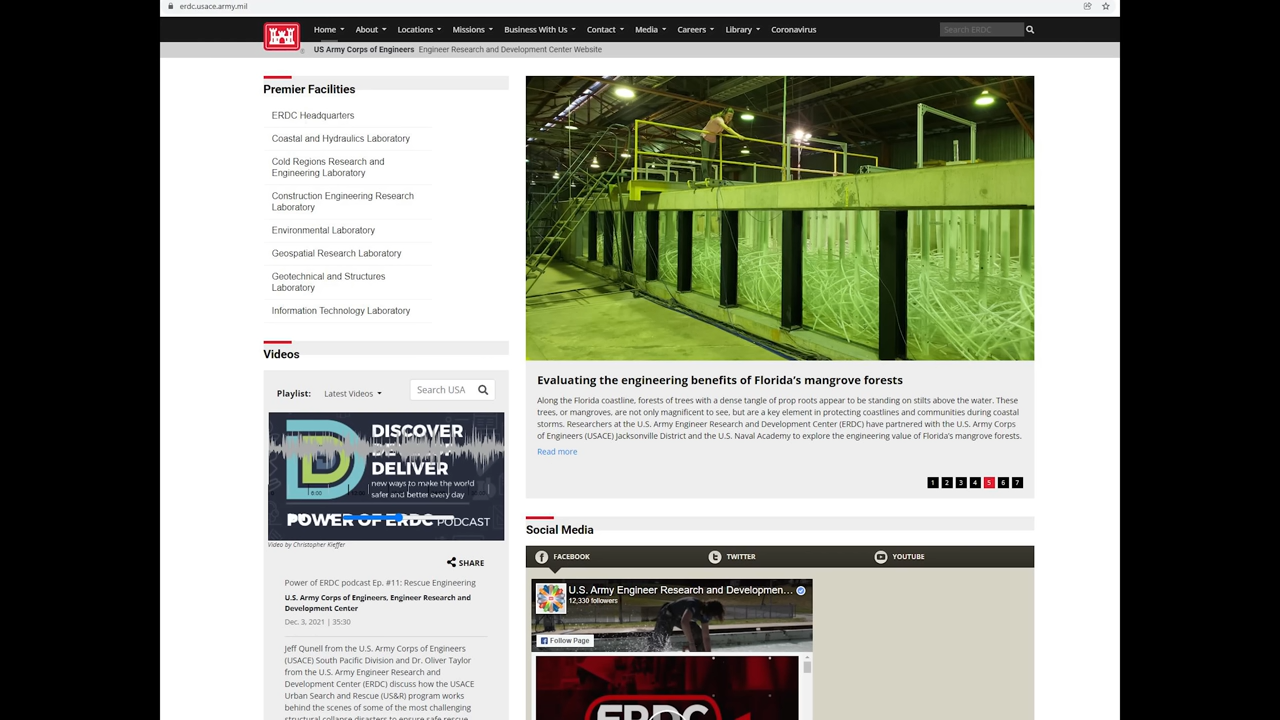 erdc.usace.army.mil
Home About Locations Missions Business With Us Contact Media Careers Library Coronavirus
Search ERDC
US Army Corps of Engineers Engineer Research and Development Center Website
Premier Facilities
ERDC Headquarters
Coastal and Hydraulics Laboratory
Cold Regions Research and
Engineering Laboratory
Construction Engineering Research
Laboratory
Environmental Laboratory
Geospatial Research Laboratory
Geotechnical and Structures
Laboratory
Information Technology Laboratory
Videos
Playlist: Latest Videos
Search USA
DISCOVER
DELIVER
new ways to make the world
safer and better every day
POWER OF ERDC PODCAST
Video by Christopher Kieffer
SHARE
Power of ERDC podcast Ep. #11: Rescue Engineering
U.S. Army Corps of Engineers, Engineer Research and
Development Center
Dec. 3, 2021 | 35:30
Jeff Qunell from the U.S. Army Corps of Engineers
(USACE) South Pacific Division and Dr. Oliver Taylor
from the U.S. Army Engineer Research and
Development Center (ERDC) discuss how the USACE
Urban Search and Rescue (US&R) program works
behind the scenes of some of the most challenging
structural collapse disasters to ensure safe rescue
Evaluating the engineering benefits of Florida's mangrove forests
Along the Florida coastline, forests of trees with a dense tangle of prop roots appear to be standing on stilts above the water. These
trees, or mangroves, are not only magnificent to see, but are a key element in protecting coastlines and communities during coastal
storms. Researchers at the U.S. Army Engineer Research and Development Center (ERDC) have partnered with the U.S. Army Corps
of Engineers (USACE) Jacksonville District and the U.S. Naval Academy to explore the engineering value of Florida's mangrove forests.
Read more
1 2 3 4 5 6 7
Social Media
FACEBOOK TWITTER YOUTUBE
U.S. Army Engineer Research and Developmen...
12,330 followers
Follow Page
ERDC